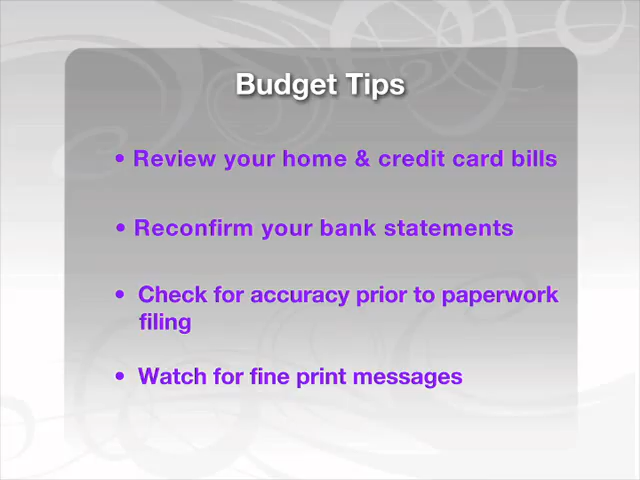 Budget Tips
• Review your home & credit card bills
• Reconfirm your bank statements
• Check for accuracy prior to paperwork
filing
• Watch for fine print messages